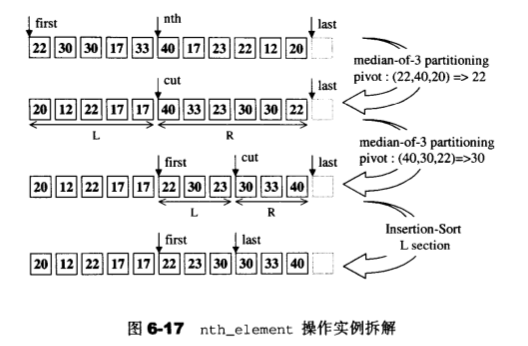 first nth last
22 30 30 17 33 40 17 23 22 12 20
median-of-3 partitioning
pivot : (22,40,20) => 22
cut last
20 12 22 17 17 40 33 23 30 30 22
L R
median-of-3 partitioning
pivot : (40,30,22)=>30
first cut last
20 12 22 17 17 22 30 23 30 33 40
L R
Insertion-Sort
L section
first last
20 12 22 17 17 22 23 30 30 33 40
图 6-17 nth_element 操作实例拆解